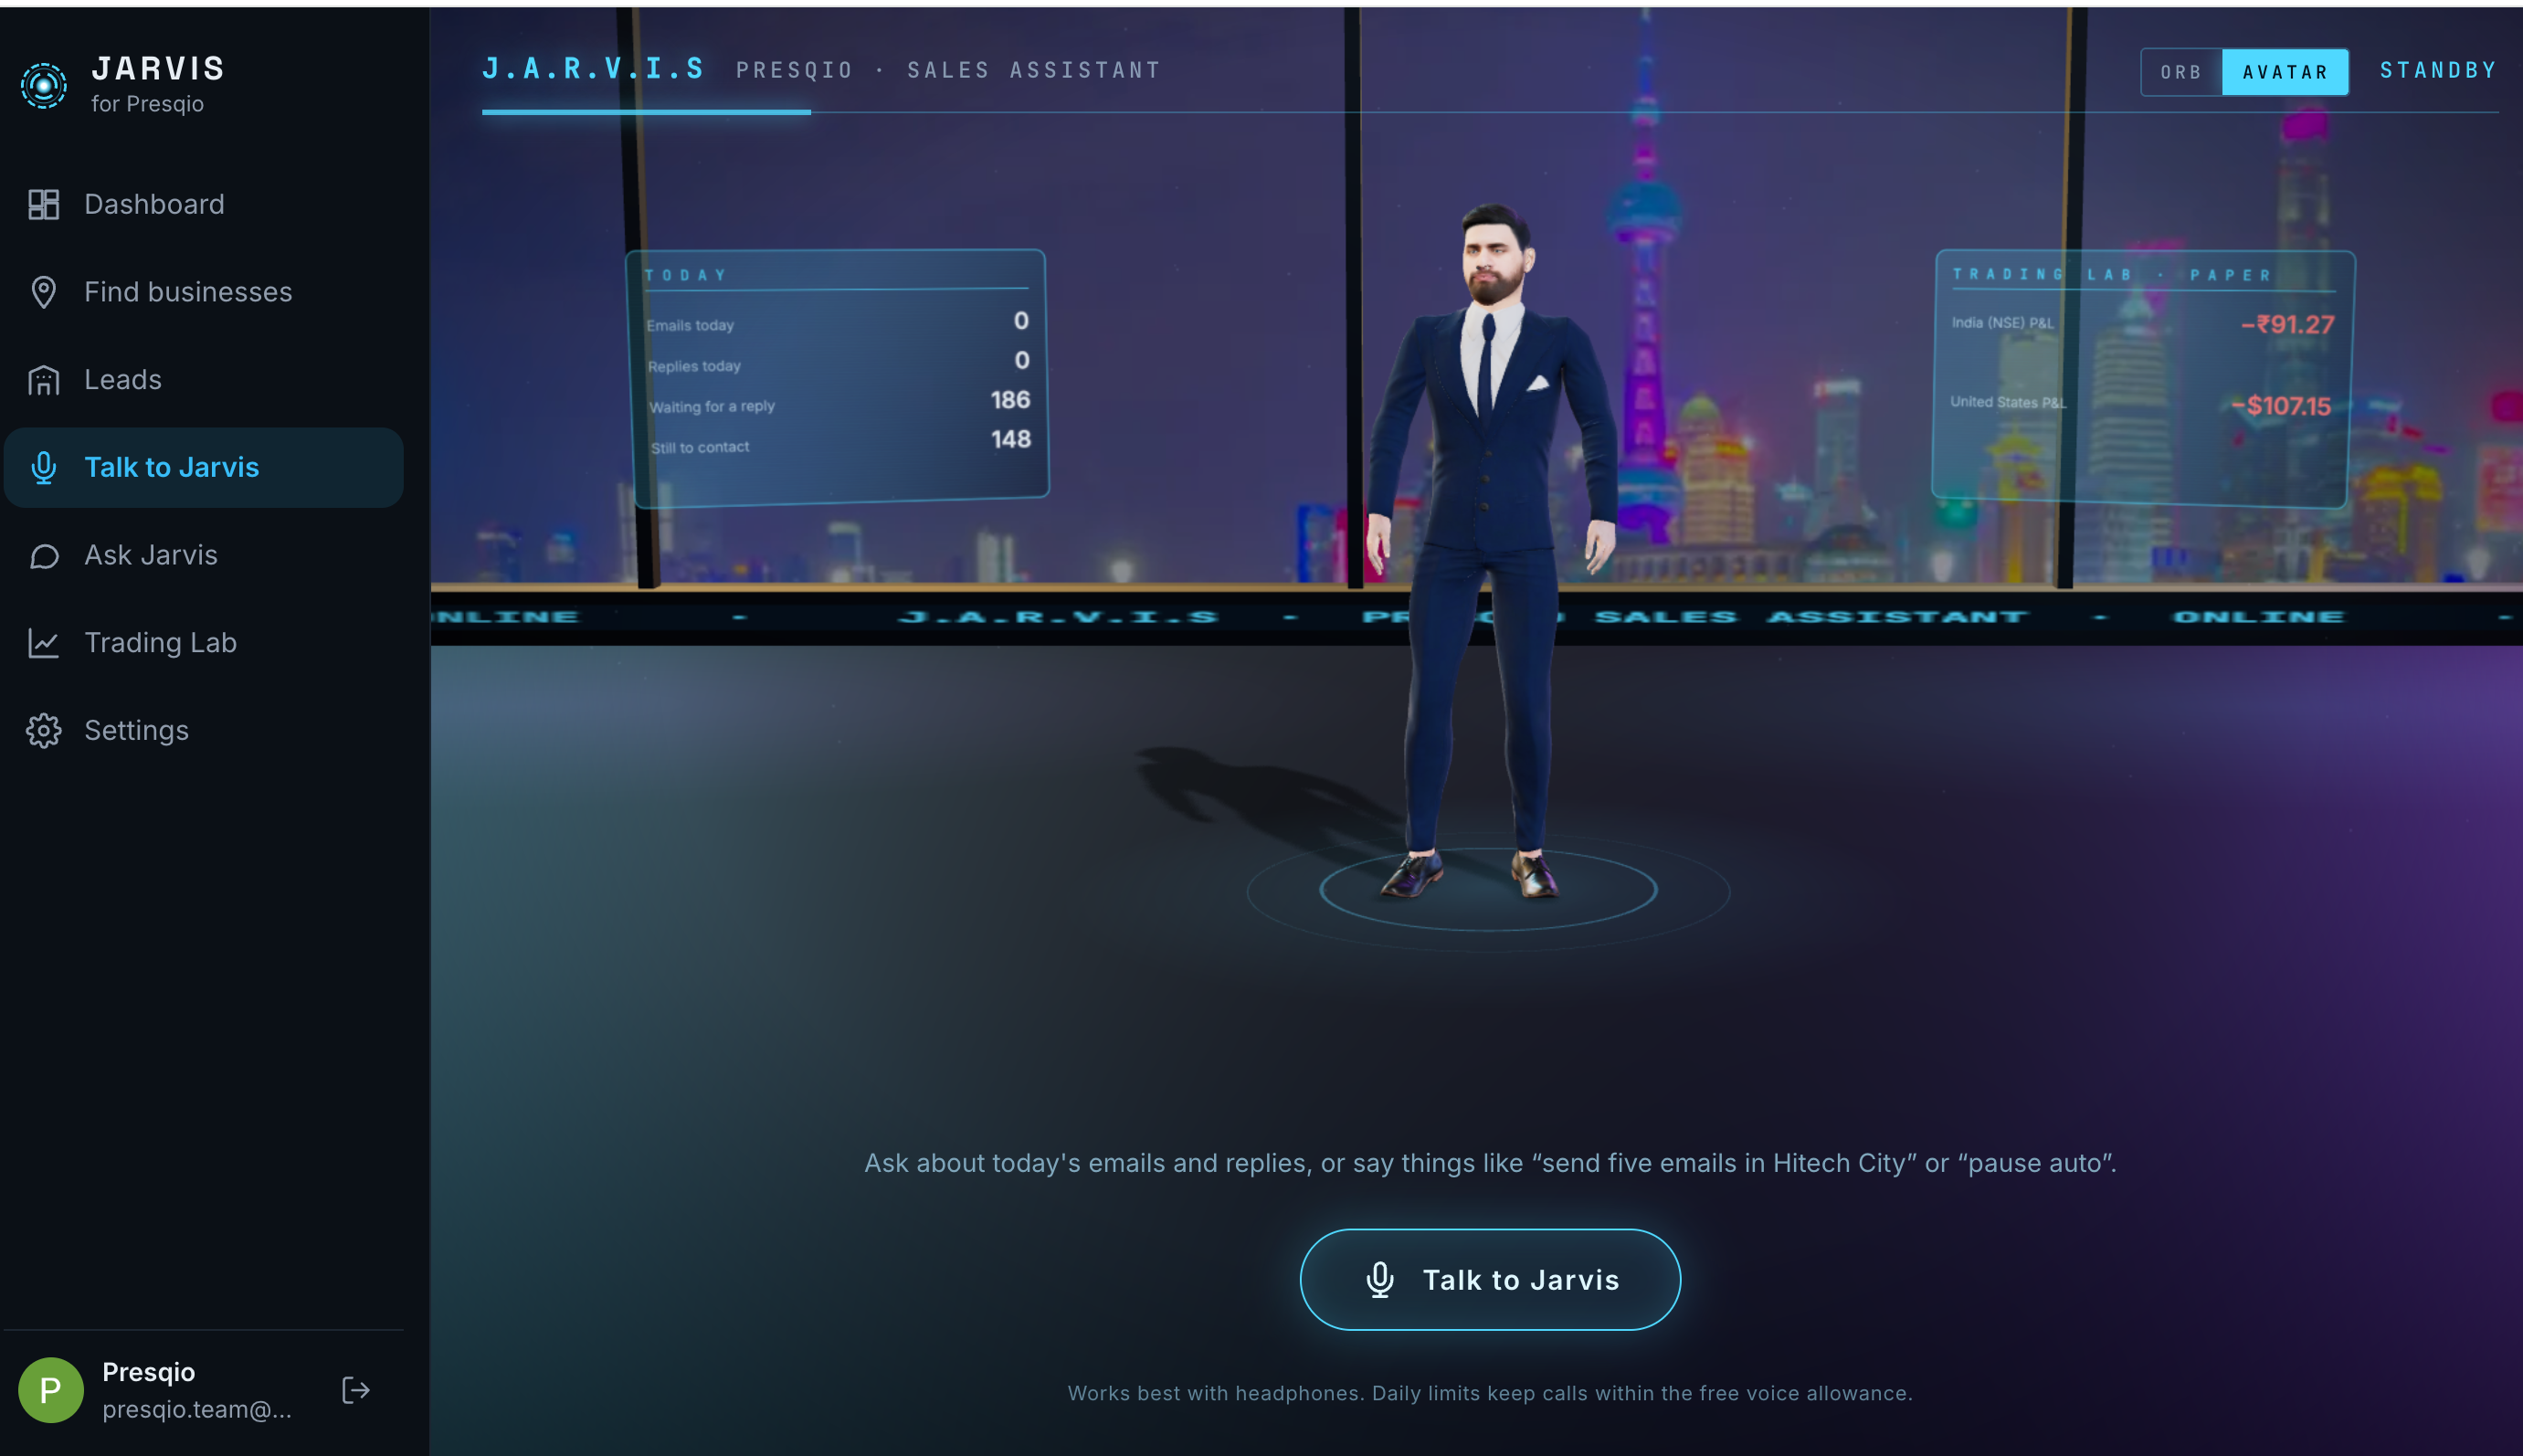 JARVIS
for Presqio
Dashboard
Find businesses
Leads
Talk to Jarvis
Ask Jarvis
Trading Lab
Settings
Presqio
presqio.team@...
P
J.A.R.V.I.S PRESQIO · SALES ASSISTANT
ORB AVATAR STANDBY
TODAY
Emails today 0
Replies today 0
Waiting for a reply 186
Still to contact 148
TRADING LAB · PAPER
India (NSE) P&L −₹91.27
United States P&L −$107.15
NLINE · J.A.R.V.I.S · SALES ASSISTANT · ONLINE ·
Ask about today's emails and replies, or say things like “send five emails in Hitech City” or “pause auto”.
Talk to Jarvis
Works best with headphones. Daily limits keep calls within the free voice allowance.